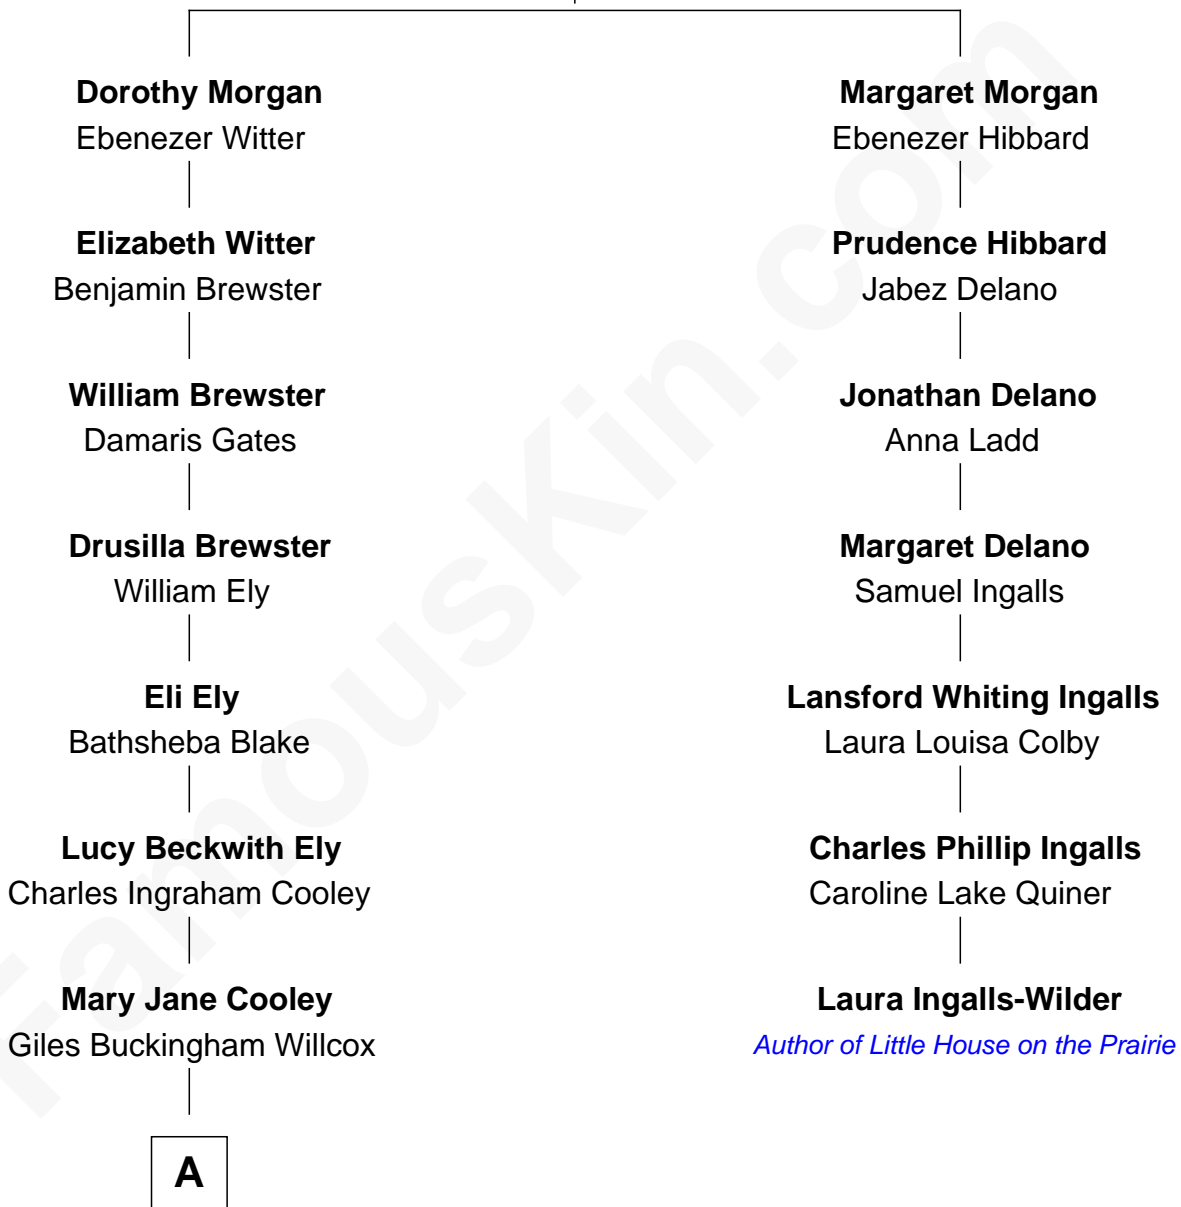 Dorothy Morgan
Ebenezer Witter
Margaret Morgan
Ebenezer Hibbard
Elizabeth Witter
Benjamin Brewster
Prudence Hibbard
Jabez Delano
William Brewster
Damaris Gates
Jonathan Delano
Anna Ladd
Drusilla Brewster
William Ely
Margaret Delano
Samuel Ingalls
Eli Ely
Bathsheba Blake
Lansford Whiting Ingalls
Laura Louisa Colby
Lucy Beckwith Ely
Charles Ingraham Cooley
Charles Phillip Ingalls
Caroline Lake Quiner
Mary Jane Cooley
Giles Buckingham Willcox
Laura Ingalls-Wilder
Author of Little House on the Prairie
A
FamousKin.com